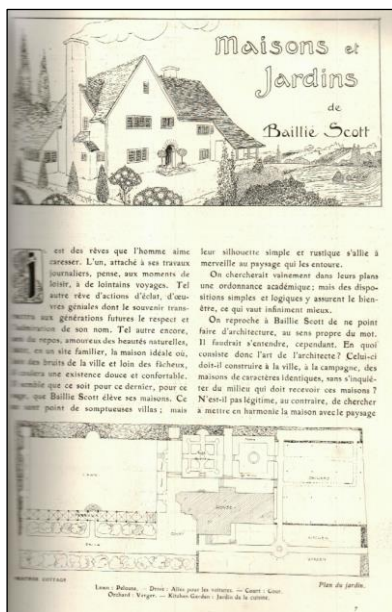 Maisons et
Jardins
de
Baillie Scott
il est des rêves que l'homme aime
caresser. L'un, attaché à ses travaux
journaliers, pense, aux moments de
loisir, à de lointains voyages. Tel
autre rêve d'actions d'éclat, d'œu-
vres géniales dont le souvenir trans-
mettra aux générations futures le respect et
l'admiration de son nom. Tel autre encore,
du repos, amoureux des beautés naturelles,
en un site familier, la maison idéale où,
des bruits de la ville et loin des fâcheux,
une existence douce et confortable.
Il semble que ce soit pour ce dernier, pour ce
sage, que Baillie Scott élève ses maisons. Ce
ne sont point de somptueuses villas ; mais
leur silhouette simple et rustique s'allie à
merveille au paysage qui les entoure.
On chercherait vainement dans leurs plans
une ordonnance académique ; mais des dispo-
sitions simples et logiques y assurent le bien-
être, ce qui vaut infiniment mieux.
On reproche à Baillie Scott de ne point
faire d'architecture, au sens propre du mot.
Il faudrait s'entendre, cependant. En quoi
consiste donc l'art de l'architecte ? Celui-ci
doit-il construire à la ville, à la campagne, des
maisons de caractères identiques, sans s'inquié-
ter du milieu qui doit recevoir ces maisons ?
N'est-il pas légitime, au contraire, de chercher
à mettre en harmonie la maison avec le paysage
LAWN
COTTAGE
Plan du jardin.
Lawn : Pelouse. — Drive : Allée pour les voitures. — Court : Cour.
Orchard : Verger. — Kitchen Garden : Jardin de la cuisine.
7